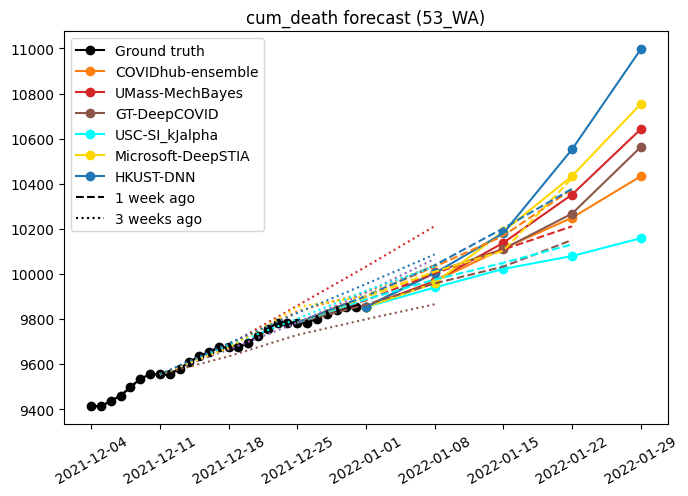 cum_death forecast (53_WA)
11000
10800
10600
10400
10200
10000
9800
9600
9400
Ground truth
COVIDhub-ensemble
UMass-MechBayes
GT-DeepCOVID
USC-SI_kJalpha
Microsoft-DeepSTIA
HKUST-DNN
1 week ago
3 weeks ago
2021-12-04
2021-12-11
2021-12-18
2021-12-25
2022-01-01
2022-01-08
2022-01-15
2022-01-22
2022-01-29